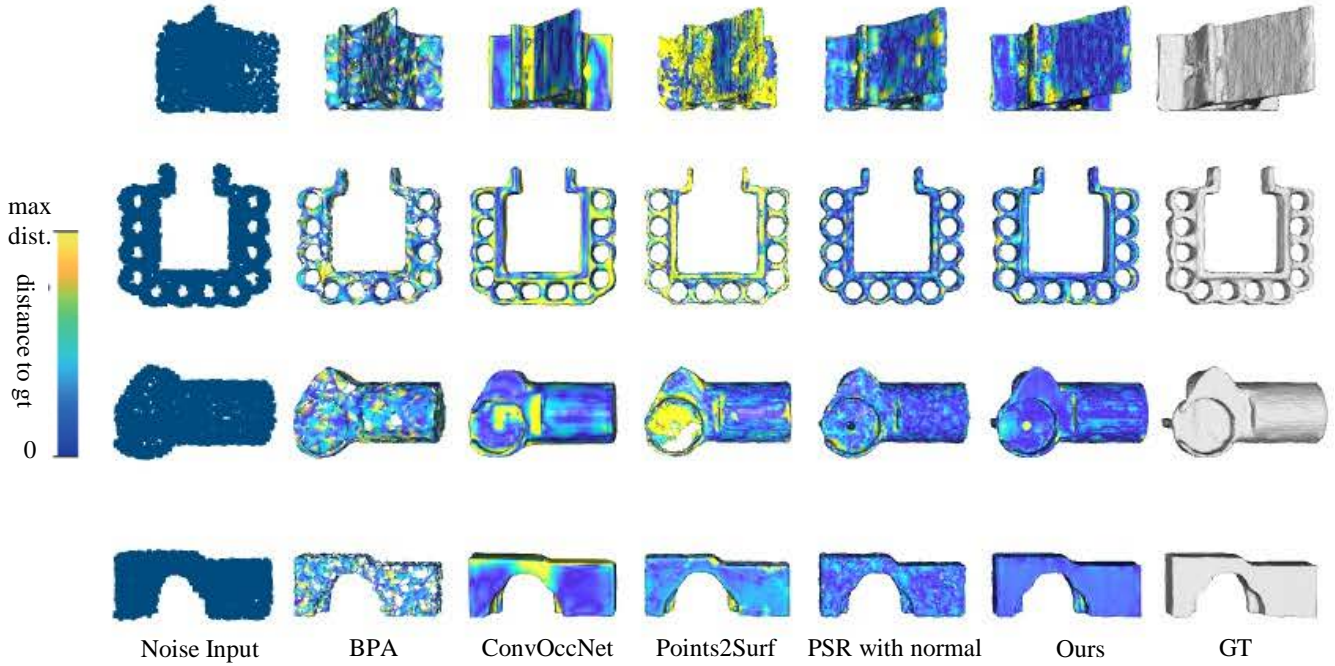 max
dist.
distance to gt
0
Noise Input
BPA
ConvOccNet
Points2Surf
PSR with normal
Ours
GT